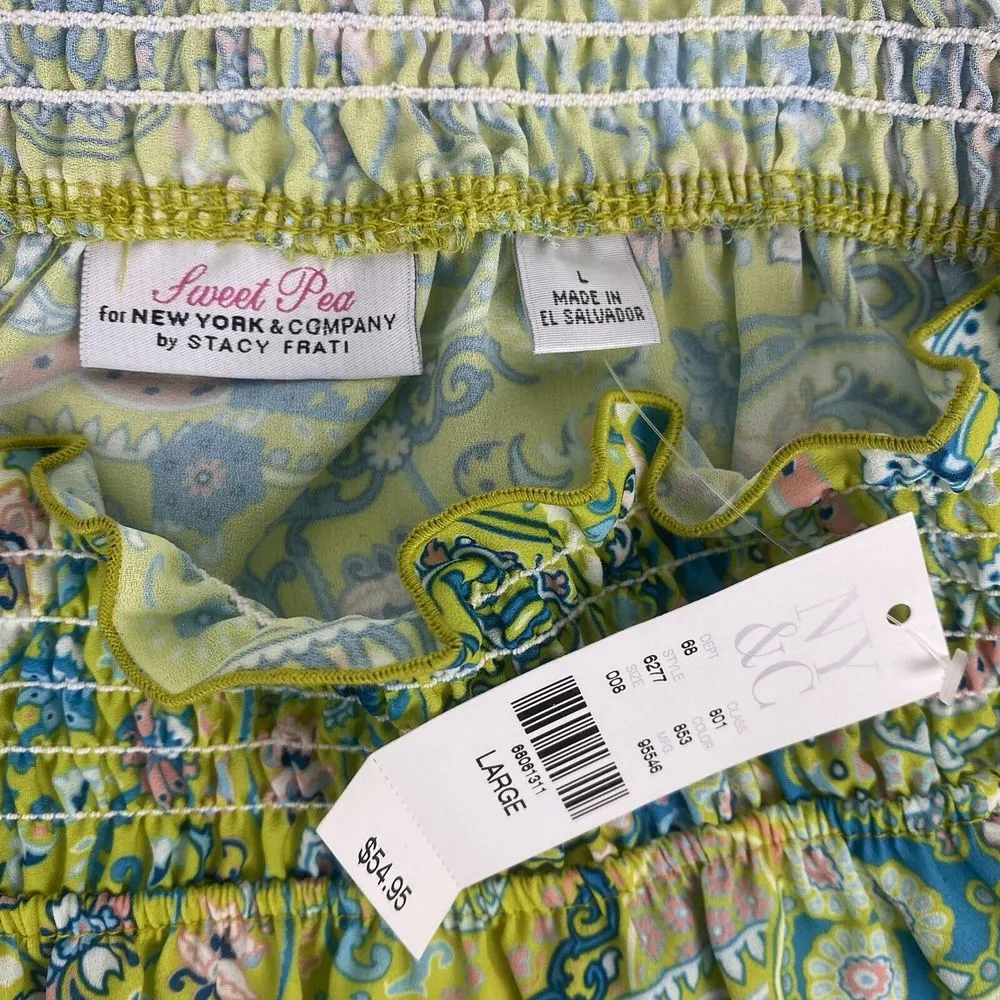 Sweet Pea
for NEW YORK & COMPANY
by STACY FRATI
L
MADE IN
EL SALVADOR
NY
&C
DEPT
68
CLASS
801
STYLE
6277
COLOR
853
SIZE
008
MFG
95546
68061311
LARGE
$54.95